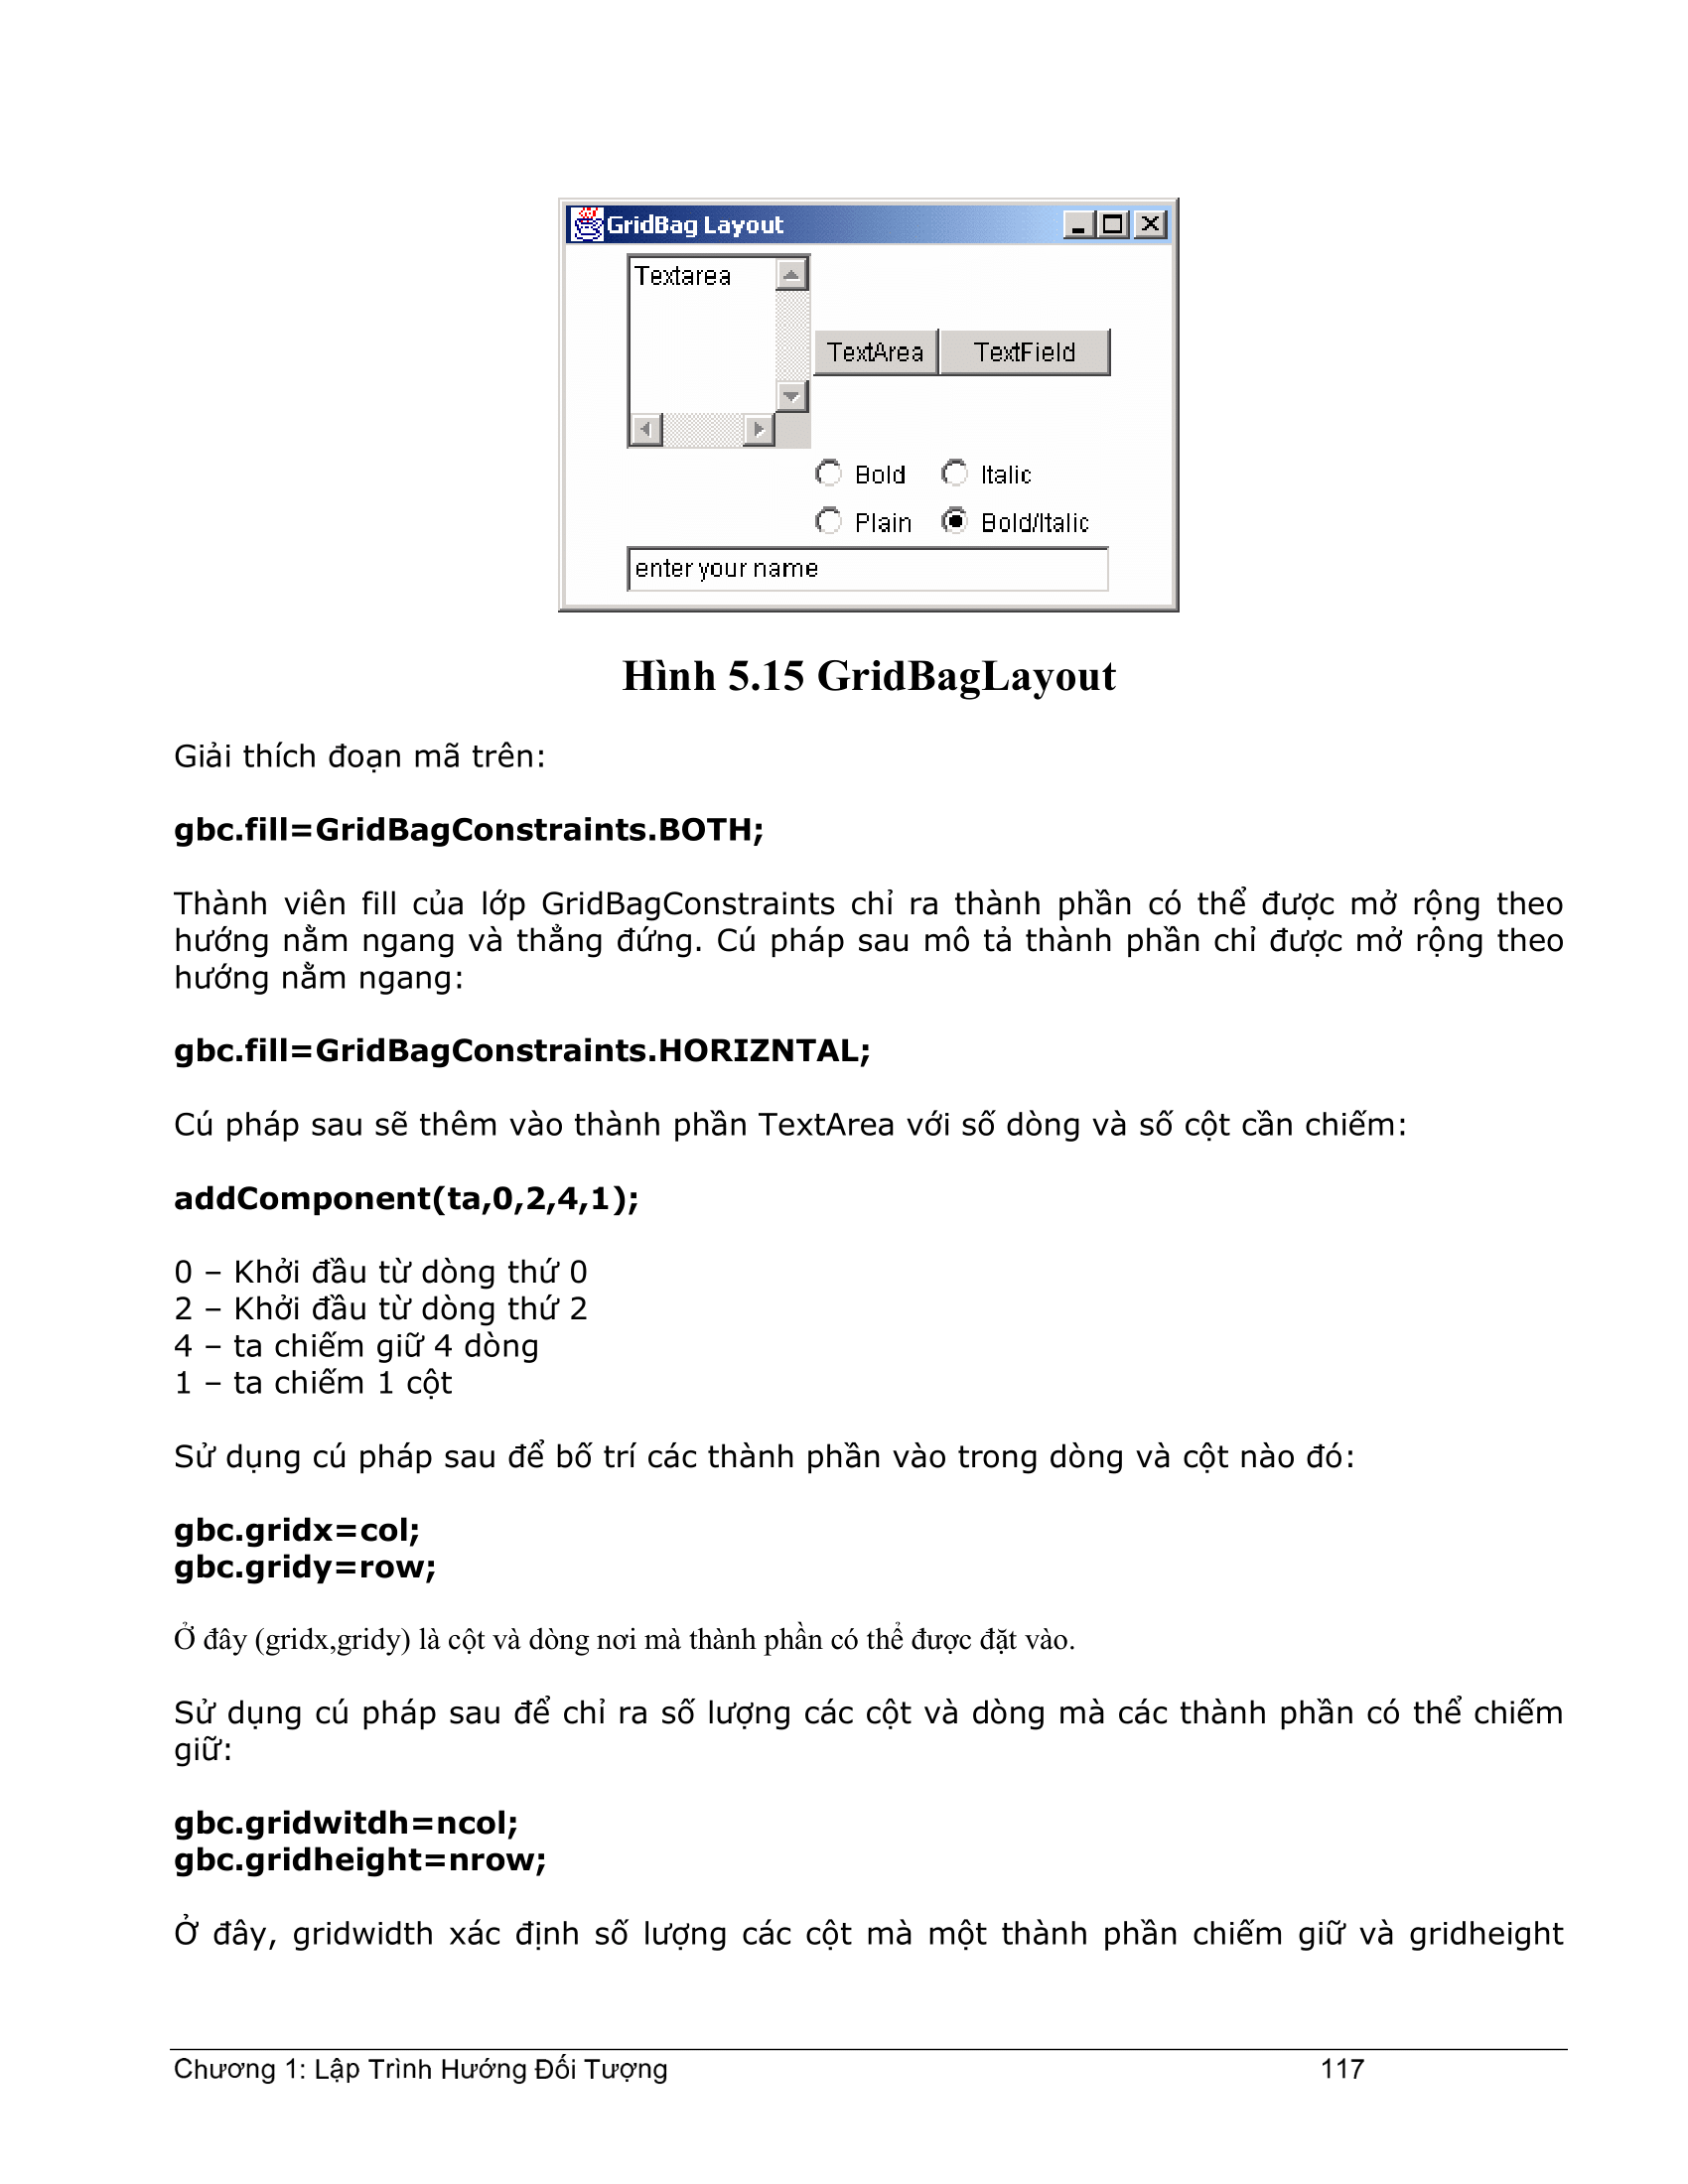 GridBag Layout
Textarea
TextArea TextField
Bold Italic
Plain Bold/Italic
enter your name
Hình 5.15 GridBagLayout
Giải thích đoạn mã trên:
gbc.fill=GridBagConstraints.BOTH;
Thành viên fill của lớp GridBagConstraints chỉ ra thành phần có thể được mở rộng theo
hướng nằm ngang và thẳng đứng. Cú pháp sau mô tả thành phần chỉ được mở rộng theo
hướng nằm ngang:
gbc.fill=GridBagConstraints.HORIZNTAL;
Cú pháp sau sẽ thêm vào thành phần TextArea với số dòng và số cột cần chiếm:
addComponent(ta,0,2,4,1);
0 – Khởi đầu từ dòng thứ 0
2 – Khởi đầu từ dòng thứ 2
4 – ta chiếm giữ 4 dòng
1 – ta chiếm 1 cột
Sử dụng cú pháp sau để bố trí các thành phần vào trong dòng và cột nào đó:
gbc.gridx=col;
gbc.gridy=row;
Ở đây (gridx,gridy) là cột và dòng nơi mà thành phần có thể được đặt vào.
Sử dụng cú pháp sau để chỉ ra số lượng các cột và dòng mà các thành phần có thể chiếm
giữ:
gbc.gridwitdh=ncol;
gbc.gridheight=nrow;
Ở đây, gridwidth xác định số lượng các cột mà một thành phần chiếm giữ và gridheight
Chương 1: Lập Trình Hướng Đối Tượng 117